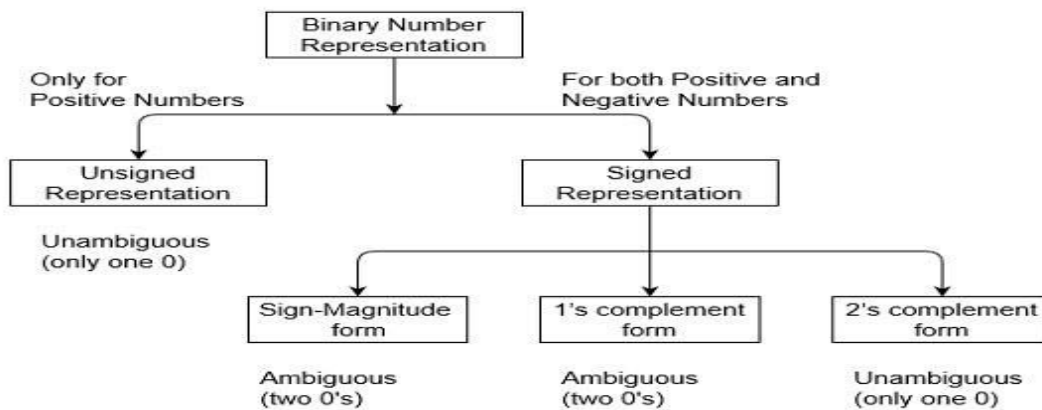 Binary Number
Representation
Only for
Positive Numbers
For both Positive and
Negative Numbers
Unsigned
Representation
Signed
Representation
Unambiguous
(only one 0)
Sign-Magnitude
form
1's complement
form
2's complement
form
Ambiguous
(two 0's)
Ambiguous
(two 0's)
Unambiguous
(only one 0)